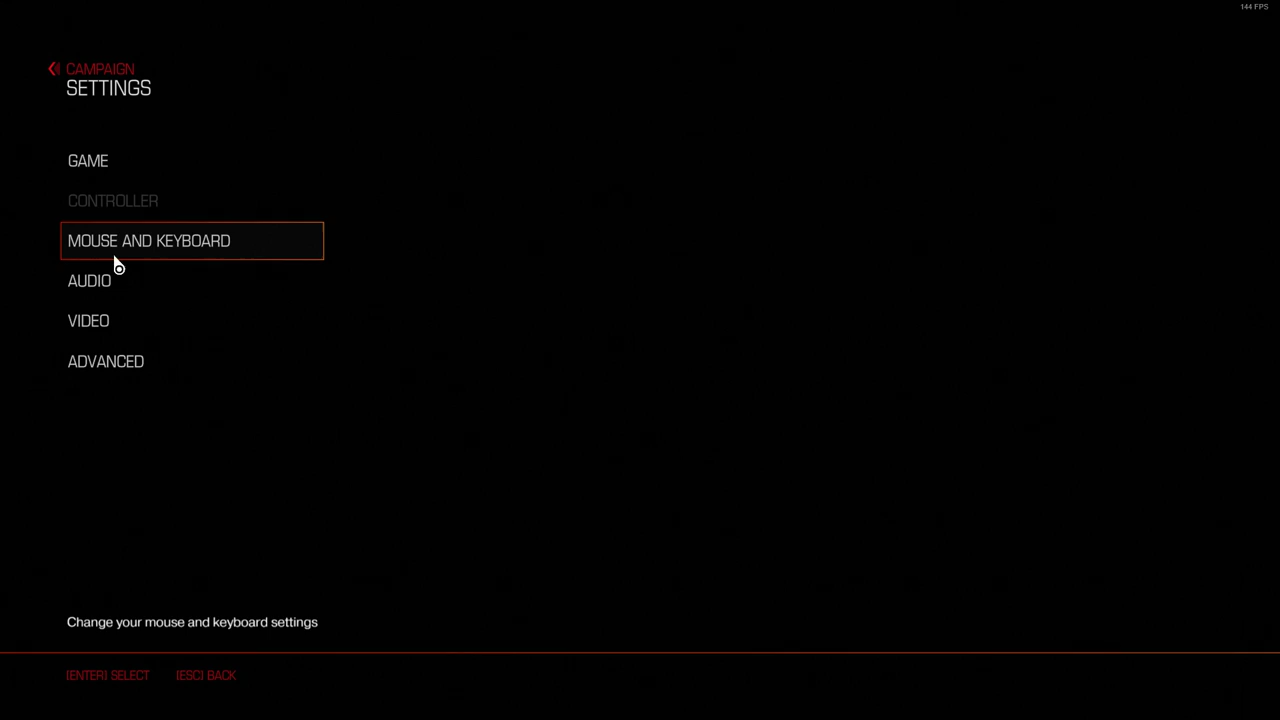 144 FPS
CAMPAIGN
SETTINGS
GAME
CONTROLLER
MOUSE AND KEYBOARD
AUDIO
VIDEO
ADVANCED
Change your mouse and keyboard settings
[ENTER] SELECT [ESC] BACK